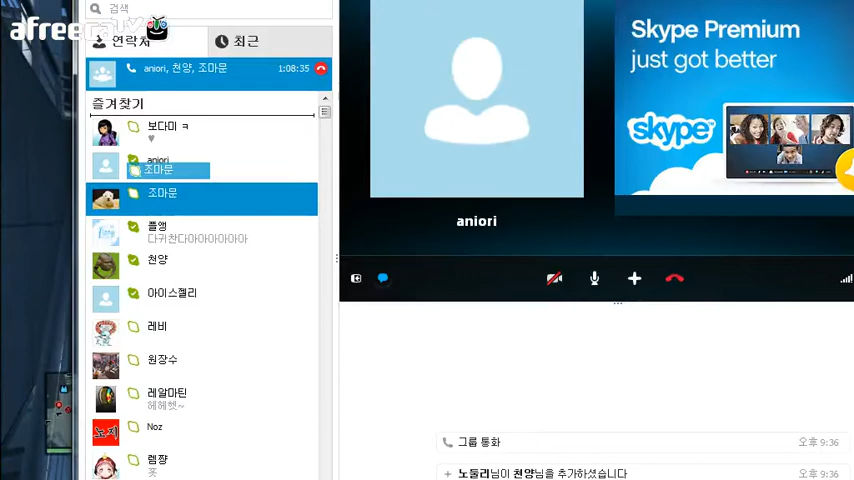 afreeca
검색
연락처
최근
aniori, 천양, 조마문
1:08:35
즐겨찾기
보다미 ㅋ
♥
aniori
조마문
조마문
플앵
다귀찬다아아아아아아
천양
아이스젤리
레비
원장수
레알마틴
헤헤헷~
Noz
노지
렘쨩
폿
aniori
Skype Premium
just got better
skype
그룹 통화
오후 9:36
노둘리님이 천양님을 추가하셨습니다
오후 9:36